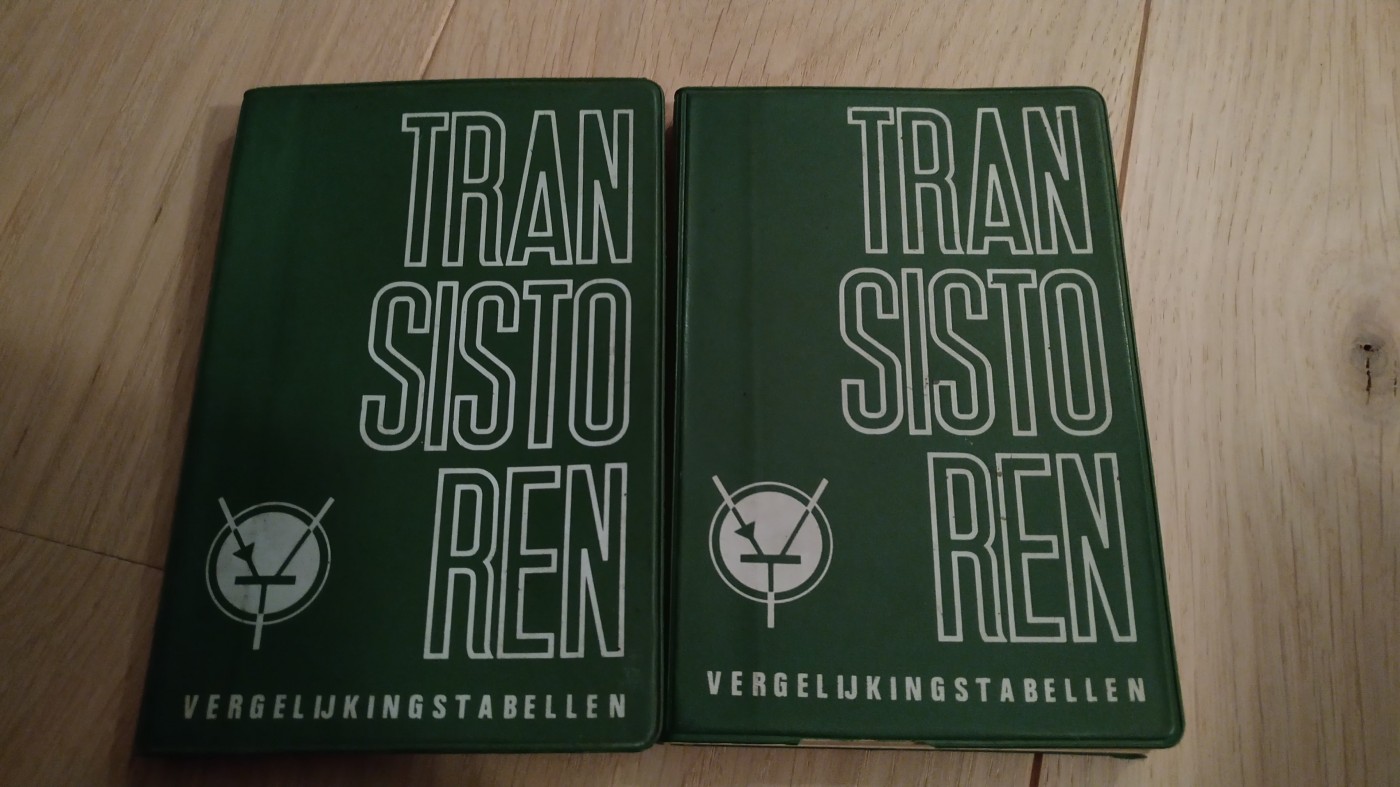 TRAN
SISTO
REN
VERGELIJKINGSTABELLEN
TRAN
SISTO
REN
VERGELIJKINGSTABELLEN